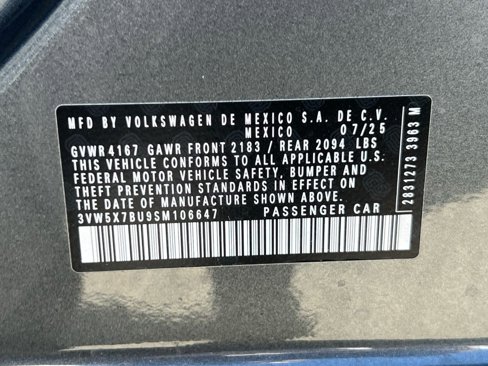 MFD BY VOLKSWAGEN DE MEXICO S.A. DE C.V.
MEXICO 07/25
GVWR 4167 GAWR FRONT 2183 / REAR 2094 LBS
THIS VEHICLE CONFORMS TO ALL APPLICABLE U.S.
FEDERAL MOTOR VEHICLE SAFETY, BUMPER AND
THEFT PREVENTION STANDARDS IN EFFECT ON
THE DATE OF MANUFACTURE SHOWN ABOVE.
3VW5X7BU9SM106647 PASSENGER CAR
2831273 3963 M